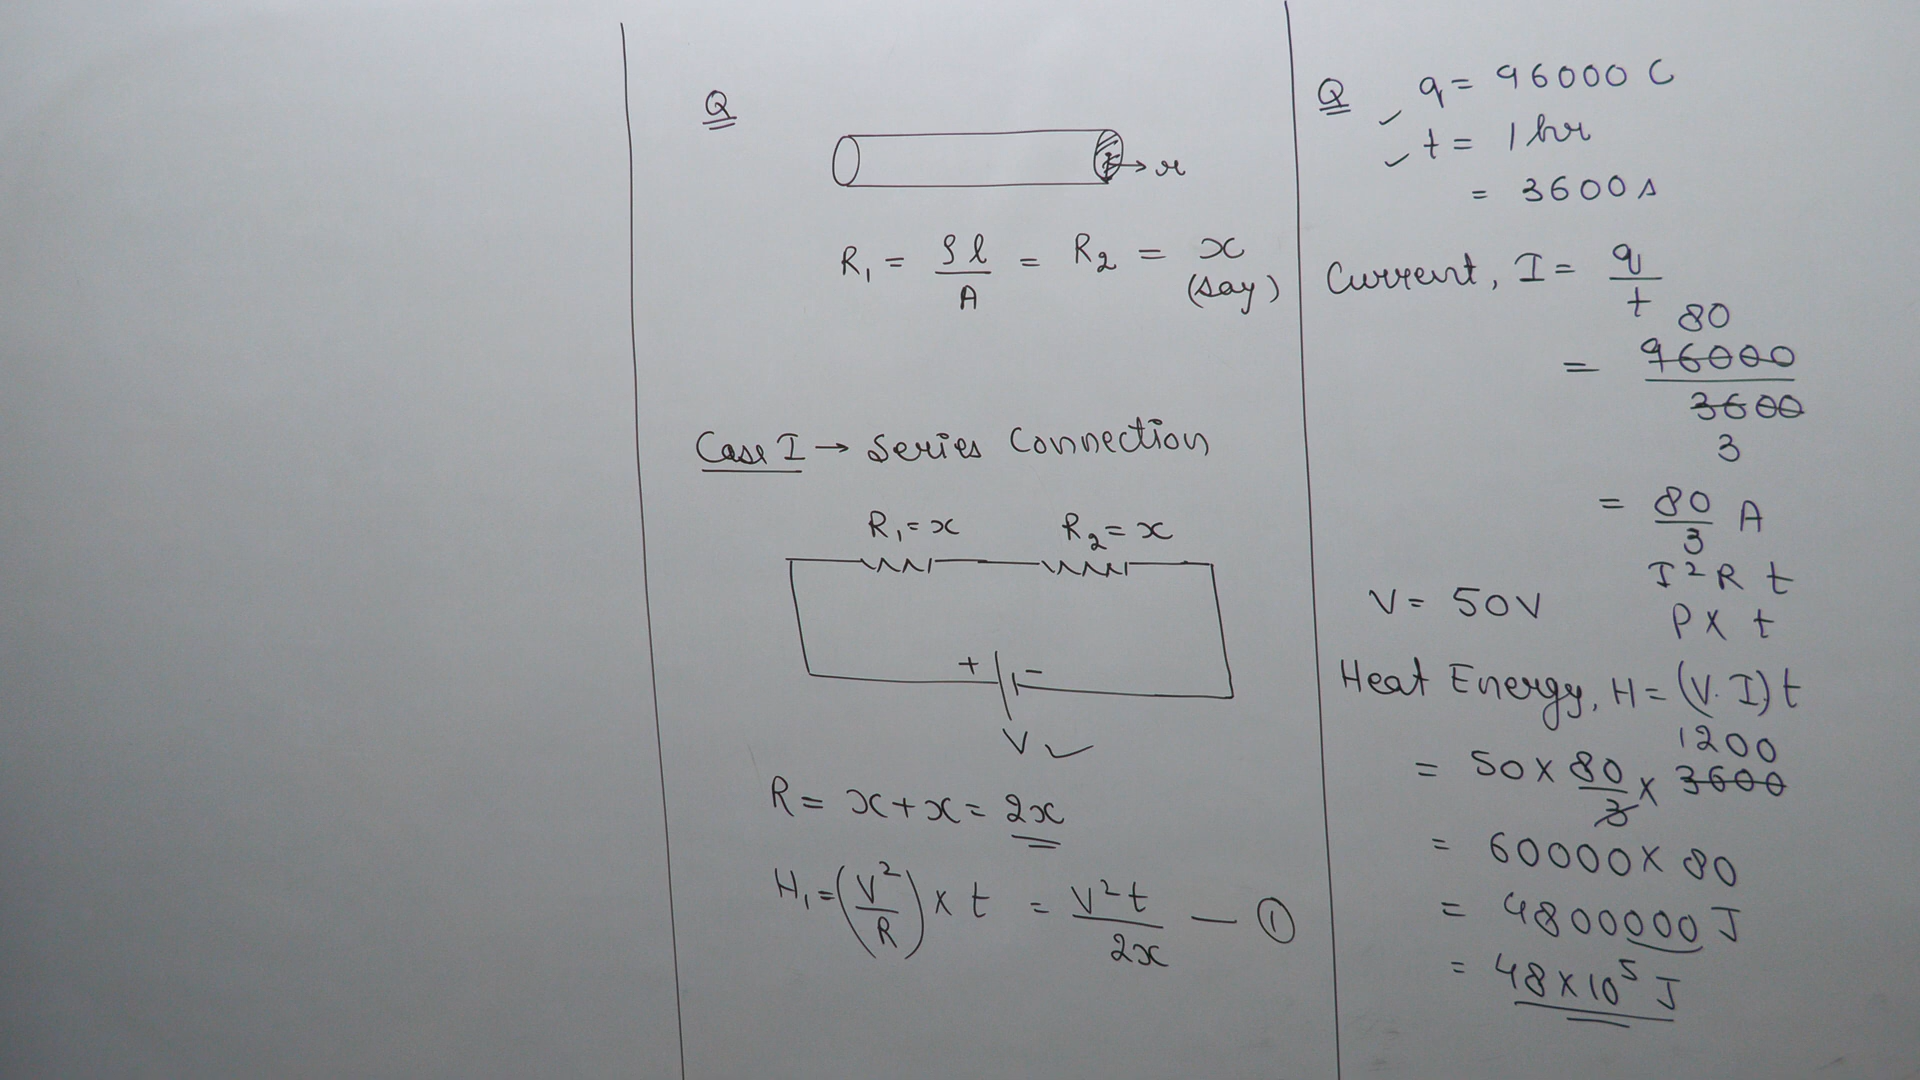 Q
→ r
R₁ = ρl/A = R₂ = x
(say)
Case I → Series Connection
R₁ = x R₂ = x
+ -
V ✓
R = x + x = 2x
H₁ = (V²/R) × t = V²t/2x — ①
Q ✓ q = 96000 C
✓ t = 1 hr
= 3600 s
Current, I = q/t
80
= 96000/3600
3
= 80/3 A
I²R t
V = 50V
P × t
Heat Energy, H = (V. I) t
1200
= 50 × 80/3 × 3600
= 60000 × 80
= 4800000 J
= 48 × 10⁵ J